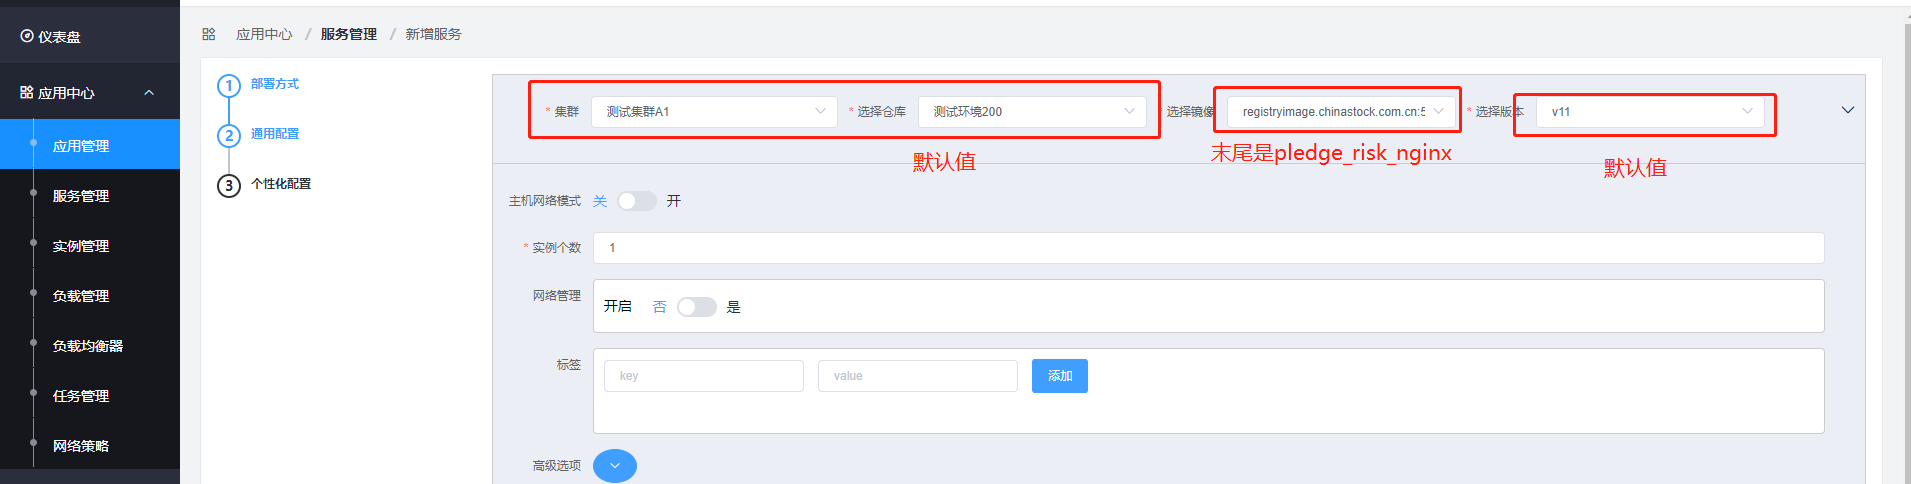 仪表盘
应用中心
应用管理
服务管理
实例管理
负载管理
负载均衡器
任务管理
网络策略
应用中心 / 服务管理 / 新增服务
1 部署方式
2 通用配置
3 个性化配置
* 集群 测试集群A1 * 选择仓库 测试环境200 * 选择镜像 registryimage.chinastock.com.cn:5 * 选择版本 v11
默认值 末尾是pledge_risk_nginx 默认值
主机网络模式 关 开
* 实例个数 1
网络管理 开启 否 是
标签 key value 添加
高级选项